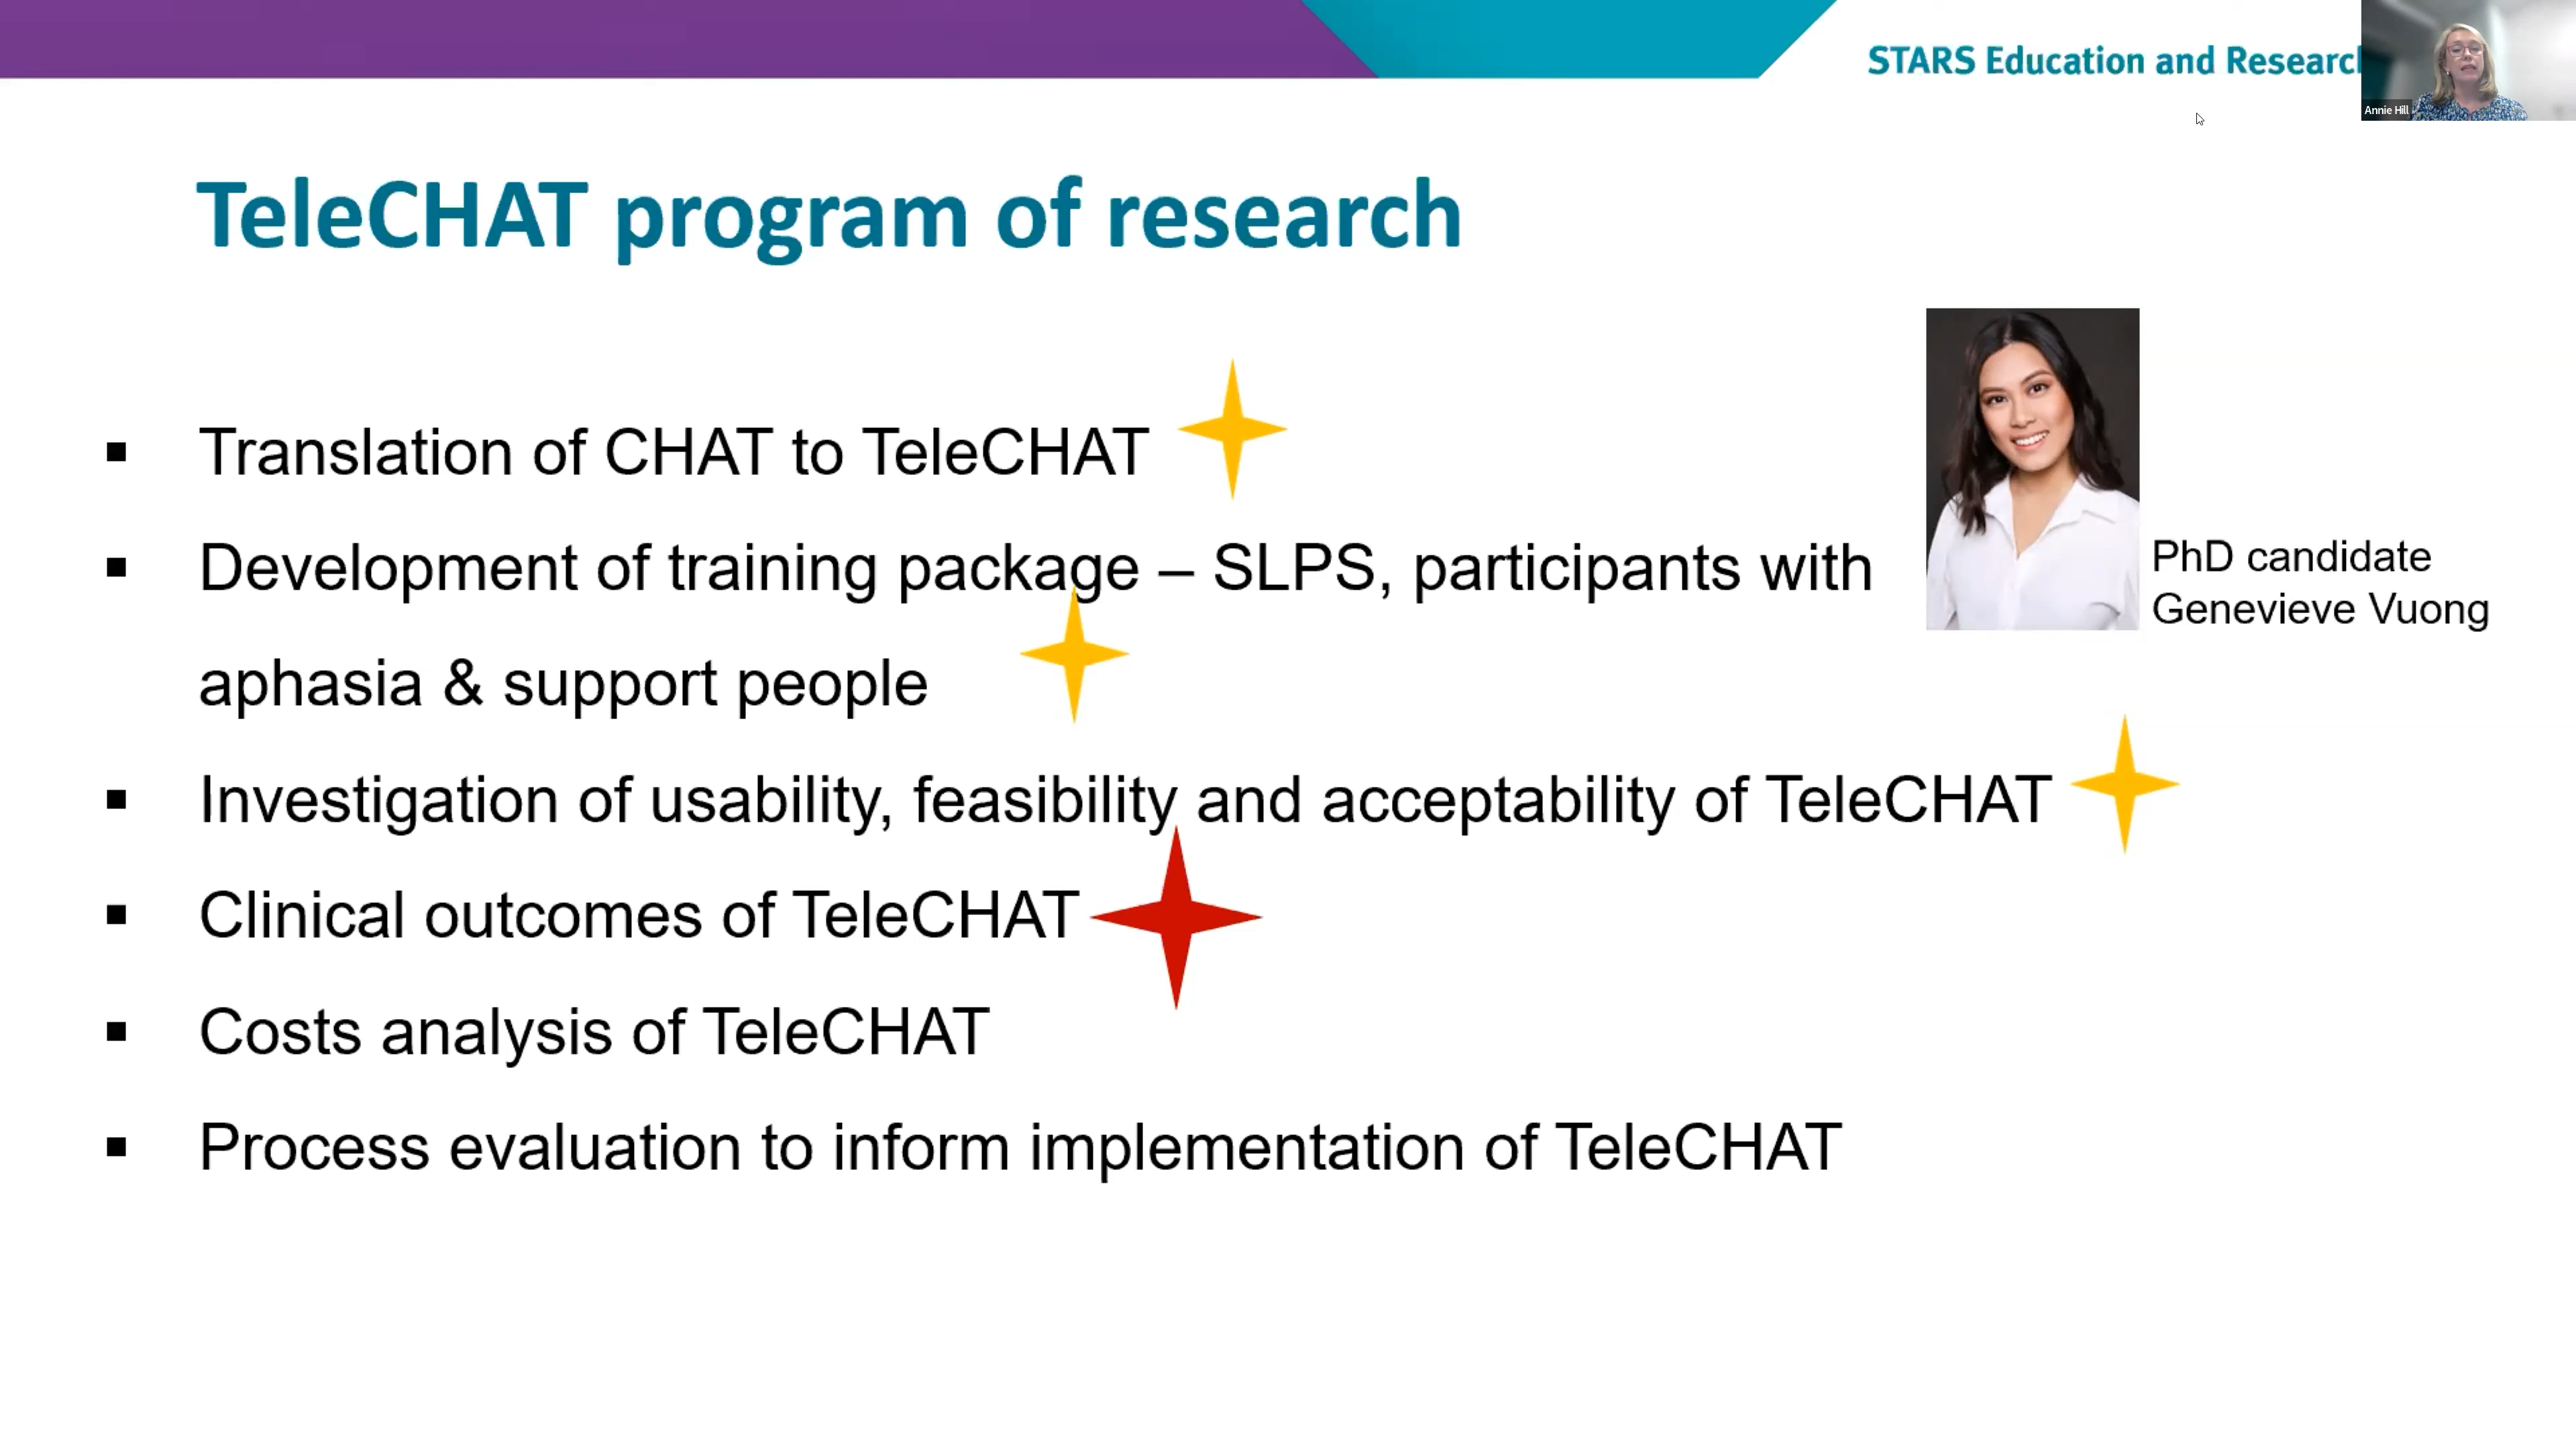 STARS Education and Researc
Annie Hill
TeleCHAT program of research
▪ Translation of CHAT to TeleCHAT
▪ Development of training package – SLPS, participants with
aphasia & support people
PhD candidate
Genevieve Vuong
▪ Investigation of usability, feasibility and acceptability of TeleCHAT
▪ Clinical outcomes of TeleCHAT
▪ Costs analysis of TeleCHAT
▪ Process evaluation to inform implementation of TeleCHAT